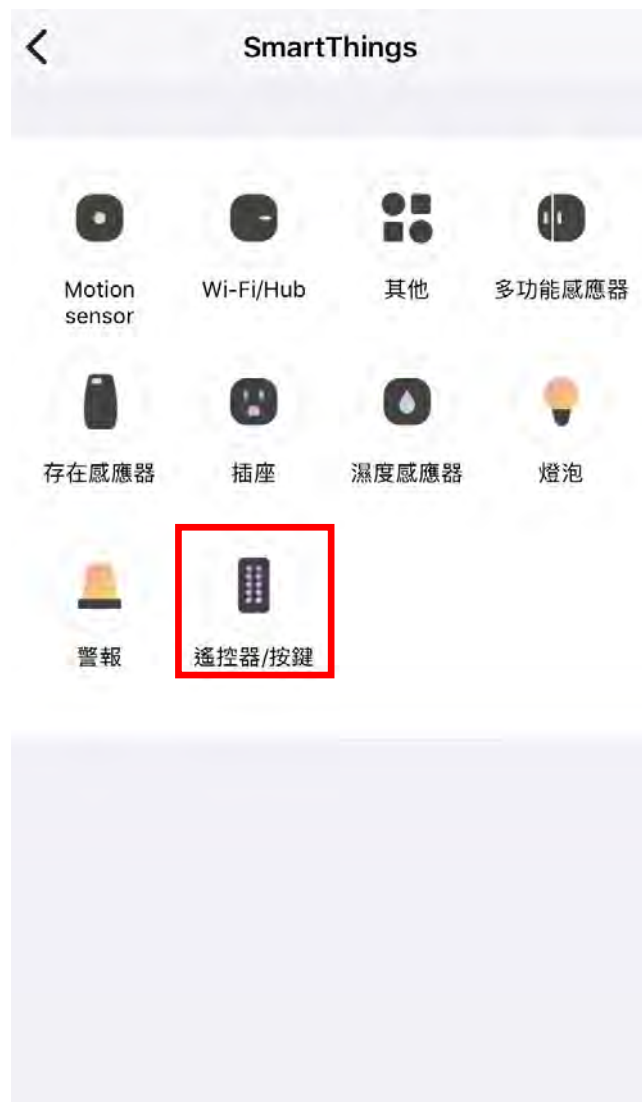 SmartThings
Motion
sensor
Wi-Fi/Hub
其他
多功能感應器
存在感應器
插座
濕度感應器
燈泡
警報
遙控器/按鍵